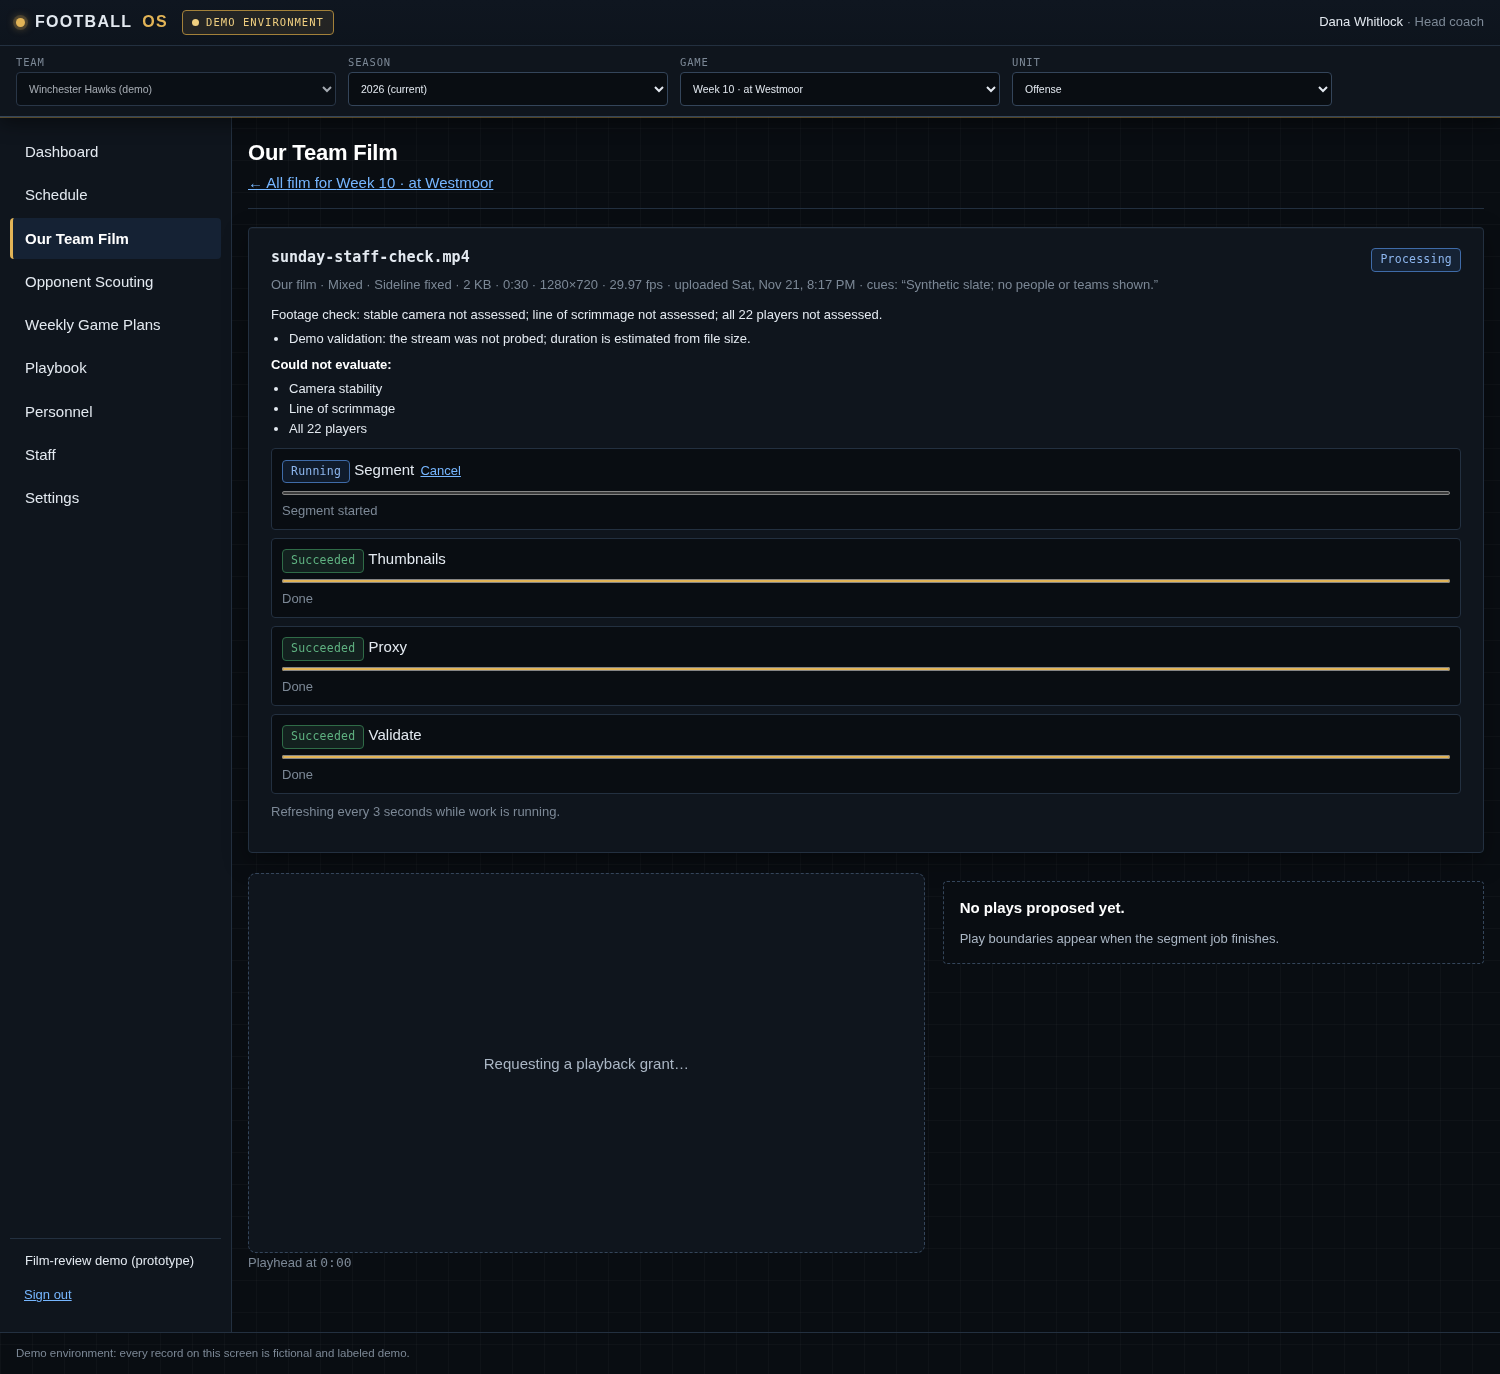 FOOTBALL OS
DEMO ENVIRONMENT
Dana Whitlock · Head coach
TEAM
Winchester Hawks (demo)
SEASON
2026 (current)
GAME
Week 10 · at Westmoor
UNIT
Offense
Dashboard
Schedule
Our Team Film
Opponent Scouting
Weekly Game Plans
Playbook
Personnel
Staff
Settings
Film-review demo (prototype)
Sign out
Our Team Film
← All film for Week 10 · at Westmoor
sunday-staff-check.mp4
Processing
Our film · Mixed · Sideline fixed · 2 KB · 0:30 · 1280×720 · 29.97 fps · uploaded Sat, Nov 21, 8:17 PM · cues: “Synthetic slate; no people or teams shown.”
Footage check: stable camera not assessed; line of scrimmage not assessed; all 22 players not assessed.
• Demo validation: the stream was not probed; duration is estimated from file size.
Could not evaluate:
• Camera stability
• Line of scrimmage
• All 22 players
Running Segment Cancel
Segment started
Succeeded Thumbnails
Done
Succeeded Proxy
Done
Succeeded Validate
Done
Refreshing every 3 seconds while work is running.
Requesting a playback grant…
Playhead at 0:00
No plays proposed yet.
Play boundaries appear when the segment job finishes.
Demo environment: every record on this screen is fictional and labeled demo.